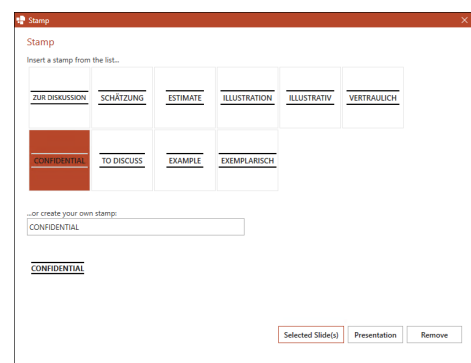 Stamp
Stamp
Insert a stamp from the list...
ZUR DISKUSSION SCHÄTZUNG ESTIMATE ILLUSTRATION ILLUSTRATIV VERTRAULICH
CONFIDENTIAL TO DISCUSS EXAMPLE EXEMPLARISCH
...or create your own stamp:
CONFIDENTIAL
CONFIDENTIAL
Selected Slide(s) Presentation Remove